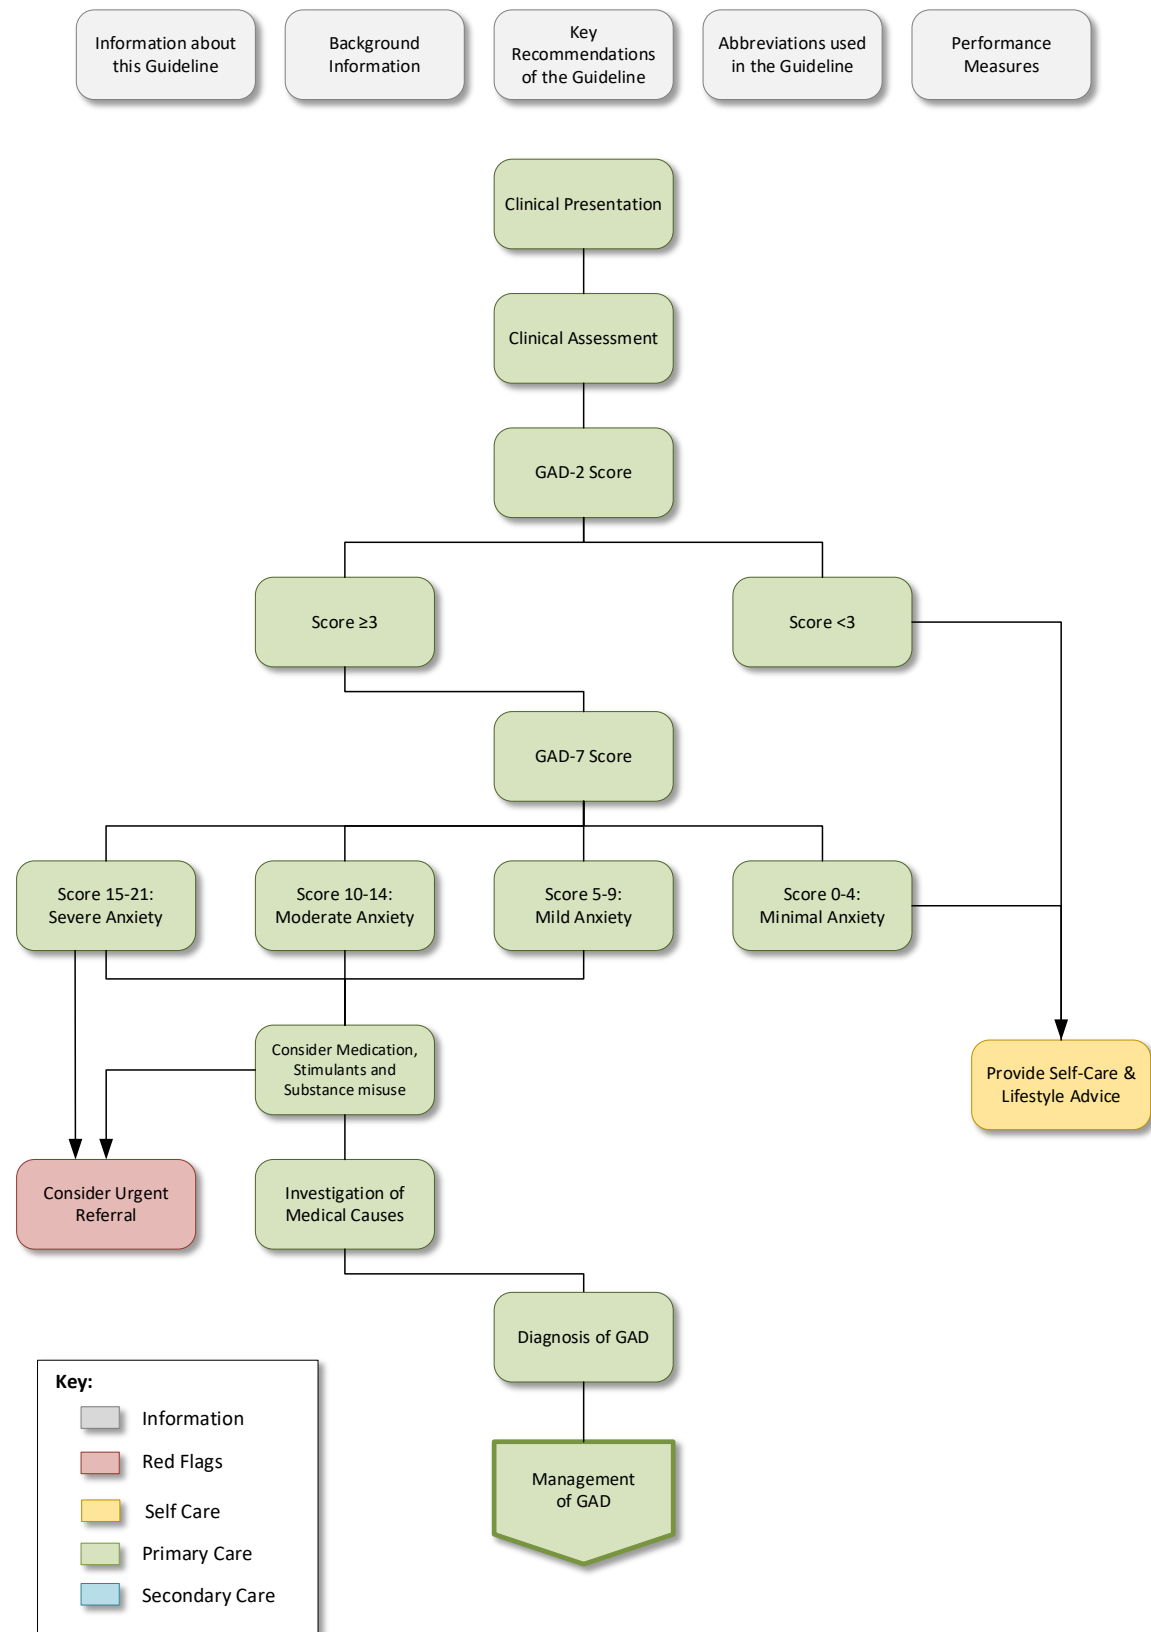 Information about
this Guideline
Background
Information
Key
Recommendations
of the Guideline
Abbreviations used
in the Guideline
Performance
Measures
Clinical Presentation
Clinical Assessment
GAD-2 Score
Score ≥3
Score <3
GAD-7 Score
Score 15-21:
Severe Anxiety
Score 10-14:
Moderate Anxiety
Score 5-9:
Mild Anxiety
Score 0-4:
Minimal Anxiety
Consider Medication,
Stimulants and
Substance misuse
Provide Self-Care &
Lifestyle Advice
Consider Urgent
Referral
Investigation of
Medical Causes
Diagnosis of GAD
Management
of GAD
Key:
Information
Red Flags
Self Care
Primary Care
Secondary Care